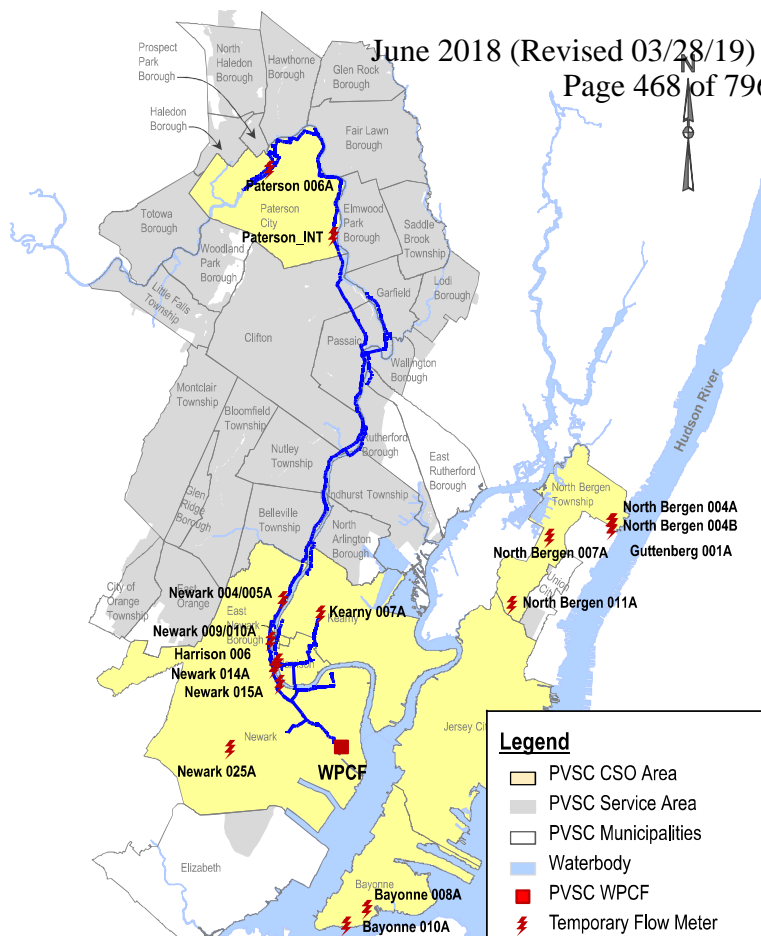 June 2018 (Revised 03/28/19)
Page 468 of 796
N
Prospect
Park
Borough
North
Haledon
Borough
Hawthorne
Borough
Glen Rock
Borough
Haledon
Borough
Fair Lawn
Borough
Paterson 006A
Paterson
City
Paterson_INT
Elmwood
Park
Borough
Saddle
Brook
Township
Totowa
Borough
Woodland
Park
Borough
Little Falls
Township
Garfield
Lodi
Borough
Clifton
Passaic
Wallington
Borough
Montclair
Township
Bloomfield
Township
Nutley
Township
Rutherford
Borough
East
Rutherford
Borough
Glen
Ridge
Borough
Belleville
Township
Lyndhurst Township
North
Arlington
Borough
City of
Orange
Township
East
Orange
Hudson River
North Bergen
Township
North Bergen 004A
North Bergen 004B
Guttenberg 001A
North Bergen 007A
Union
City
North Bergen 011A
Newark 004/005A
Kearny 007A
Kearny
East
Newark
Borough
Newark 009/010A
Harrison 006
Newark 014A
Newark 015A
Newark
Newark 025A
WPCF
Jersey City
Elizabeth
Bayonne
Bayonne 008A
Bayonne 010A
Legend
PVSC CSO Area
PVSC Service Area
PVSC Municipalities
Waterbody
PVSC WPCF
Temporary Flow Meter